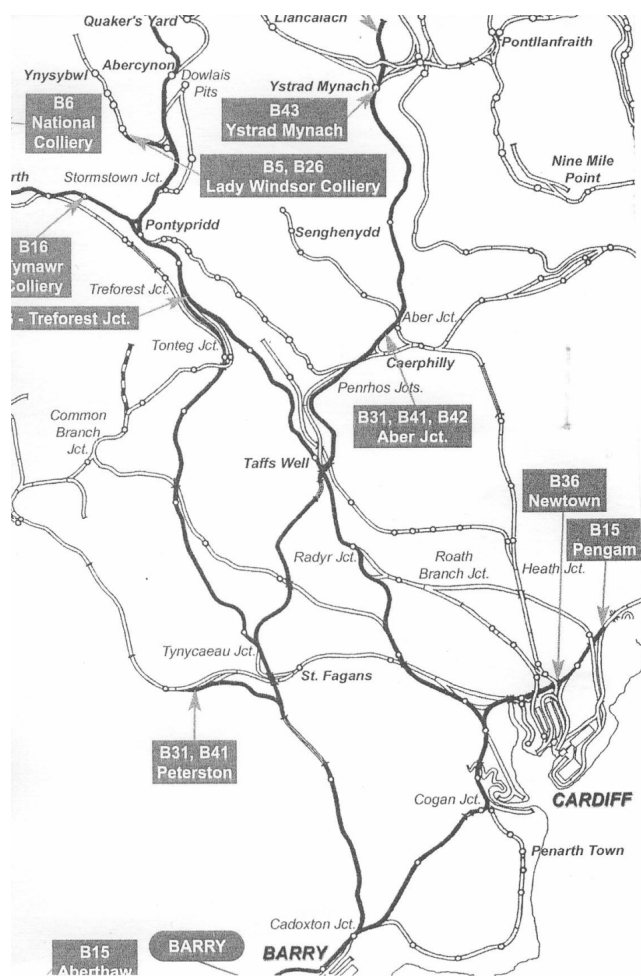 Quaker's Yard
Llancaiach
Pontllanfraith
Abercynon
Ynysybwl
Dowlais
Pits
Ystrad Mynach
B6
National
Colliery
B43
Ystrad Mynach
B5, B26
Lady Windsor Colliery
Nine Mile
Point
Stormstown Jct.
rth
Pontypridd
Senghenydd
B16
ymawr
olliery
Treforest Jct.
- Treforest Jct.
Aber Jct.
Tonteg Jct.
Caerphilly
Penrhos Jcts.
Common
Branch
Jct.
B31, B41, B42
Aber Jct.
Taffs Well
B36
Newtown
B15
Pengam
Radyr Jct.
Roath
Branch Jct.
Heath Jct.
Tynycaeau Jct.
St. Fagans
B31, B41
Peterston
Cogan Jct.
CARDIFF
Penarth Town
Cadoxton Jct.
BARRY
BARRY
B15
Aberthaw